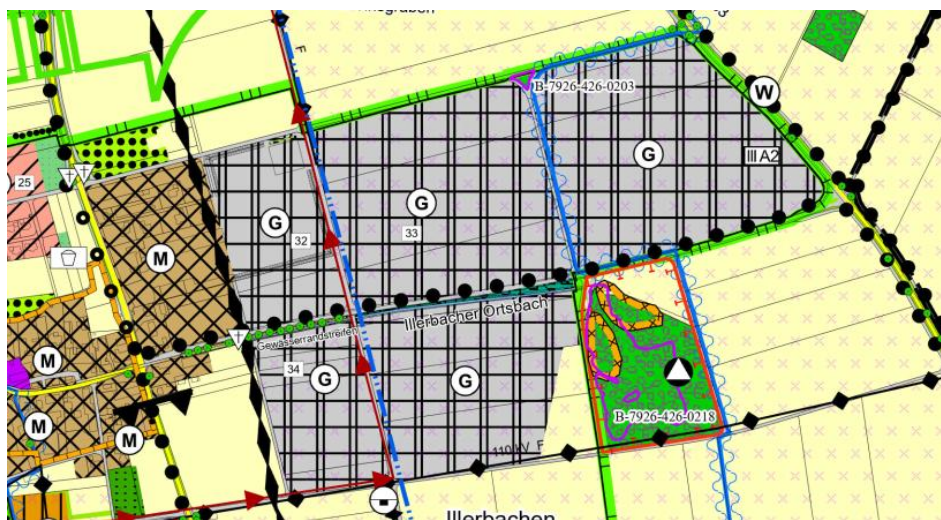 F
B-7926-426-0203
W
G
III A2
25
G
G
32
33
M
Illerbacher Ortsbach
Gewässerrandstreifen
M
34
G
G
B-7926-426-0218
M
M
110 kV F
Illerbachen